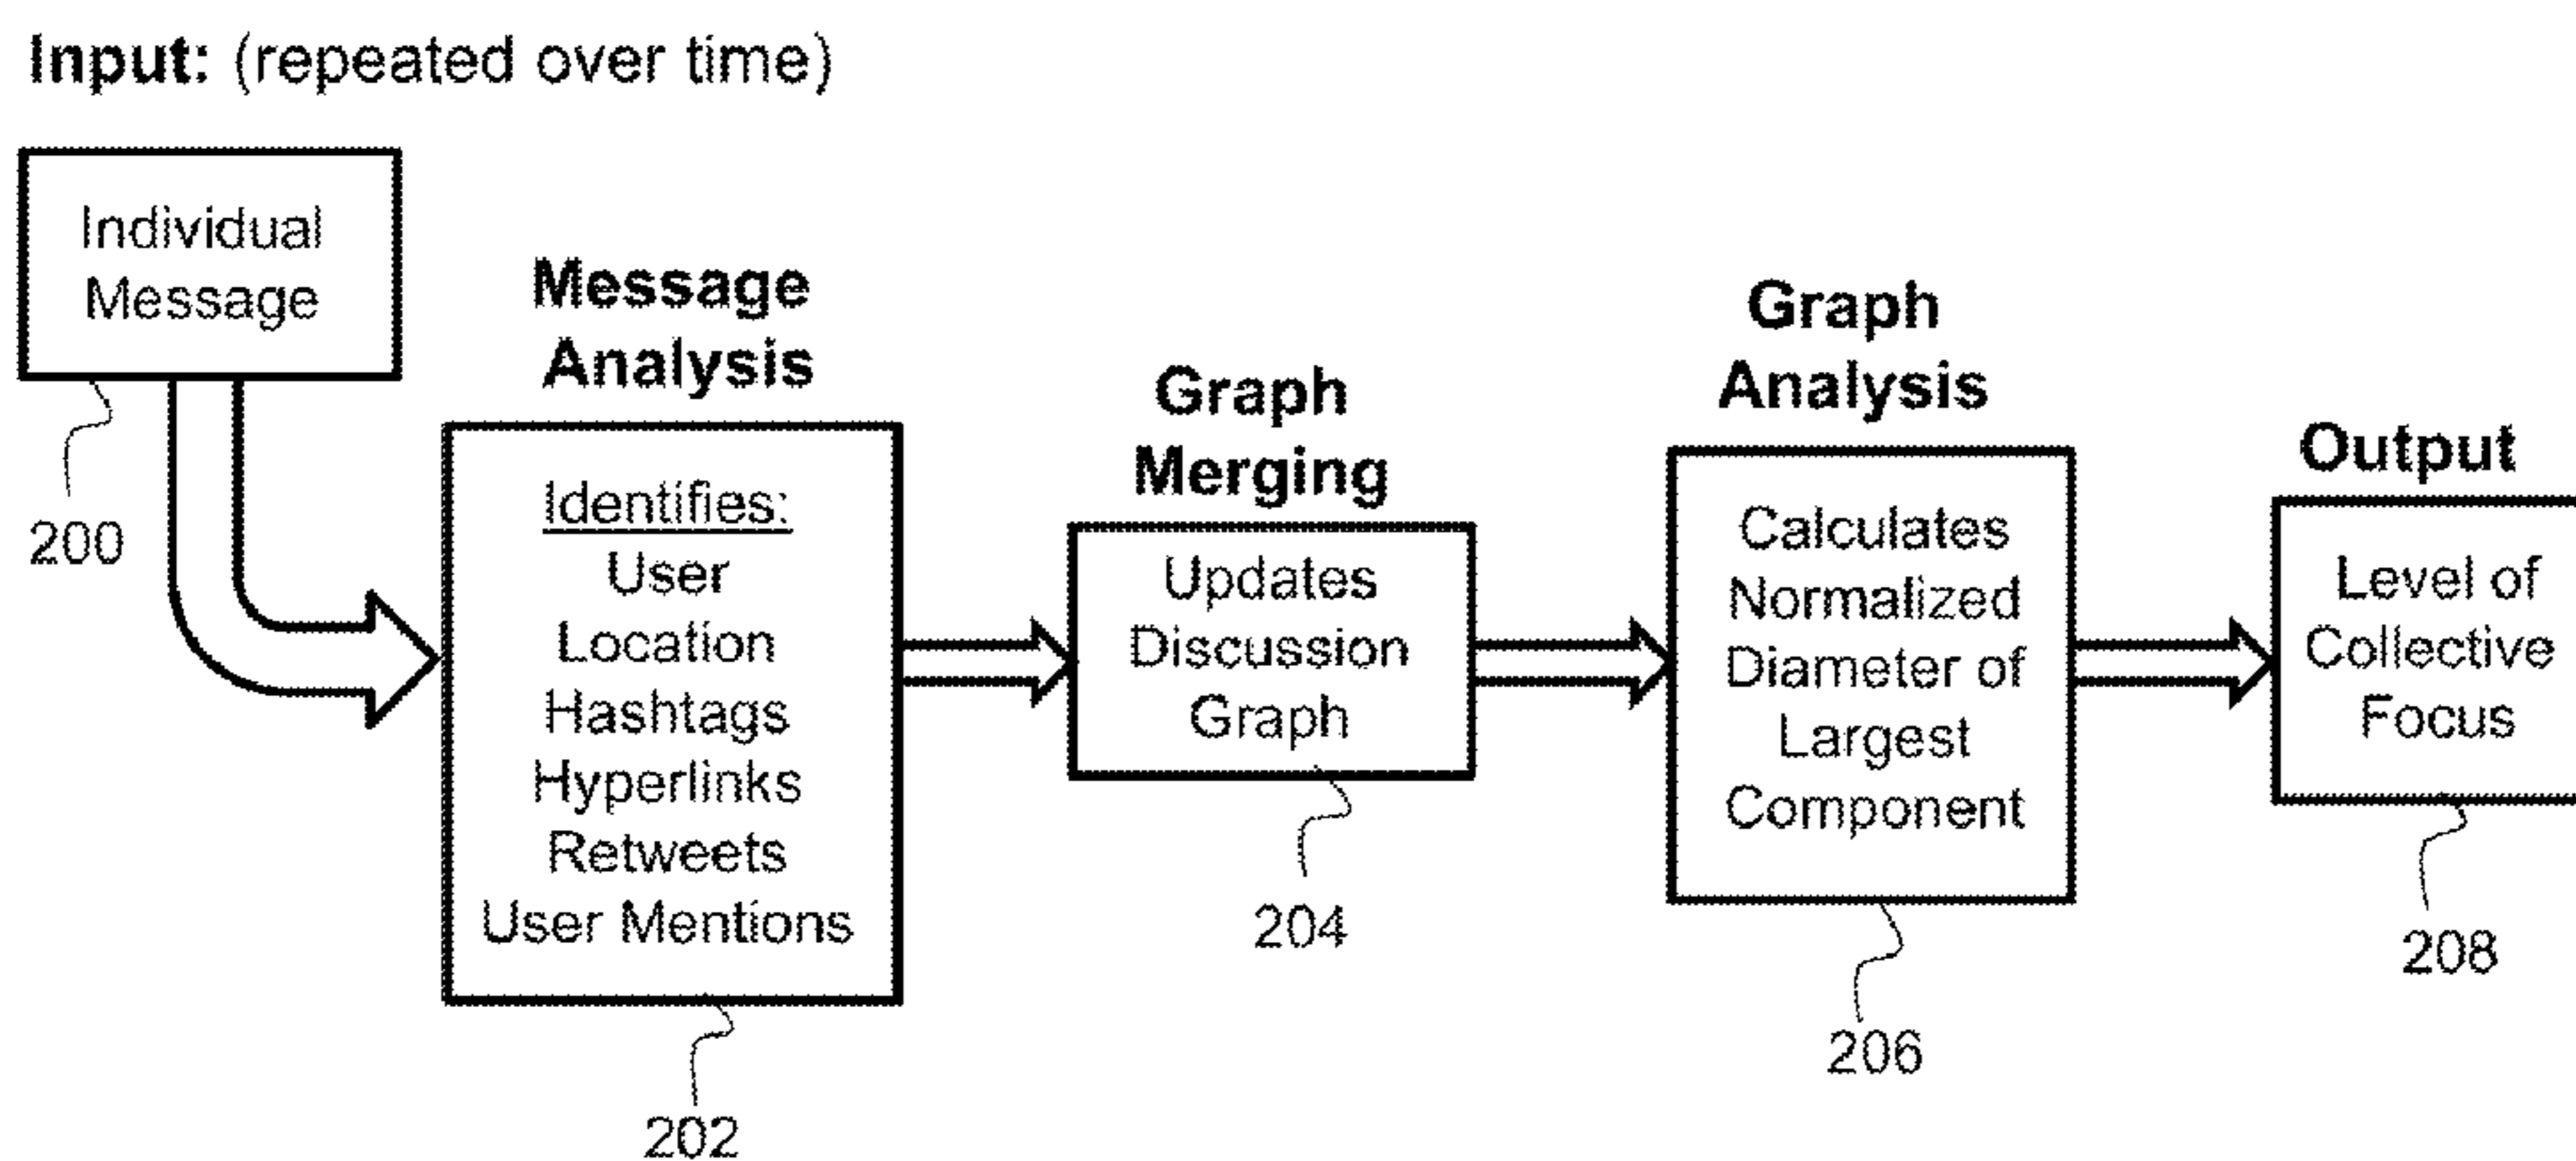 Input: (repeated over time)
Individual
Message
200
Message
Analysis
Identifies:
User
Location
Hashtags
Hyperlinks
Retweets
User Mentions
202
Graph
Merging
Updates
Discussion
Graph
204
Graph
Analysis
Calculates
Normalized
Diameter of
Largest
Component
206
Output
Level of
Collective
Focus
208